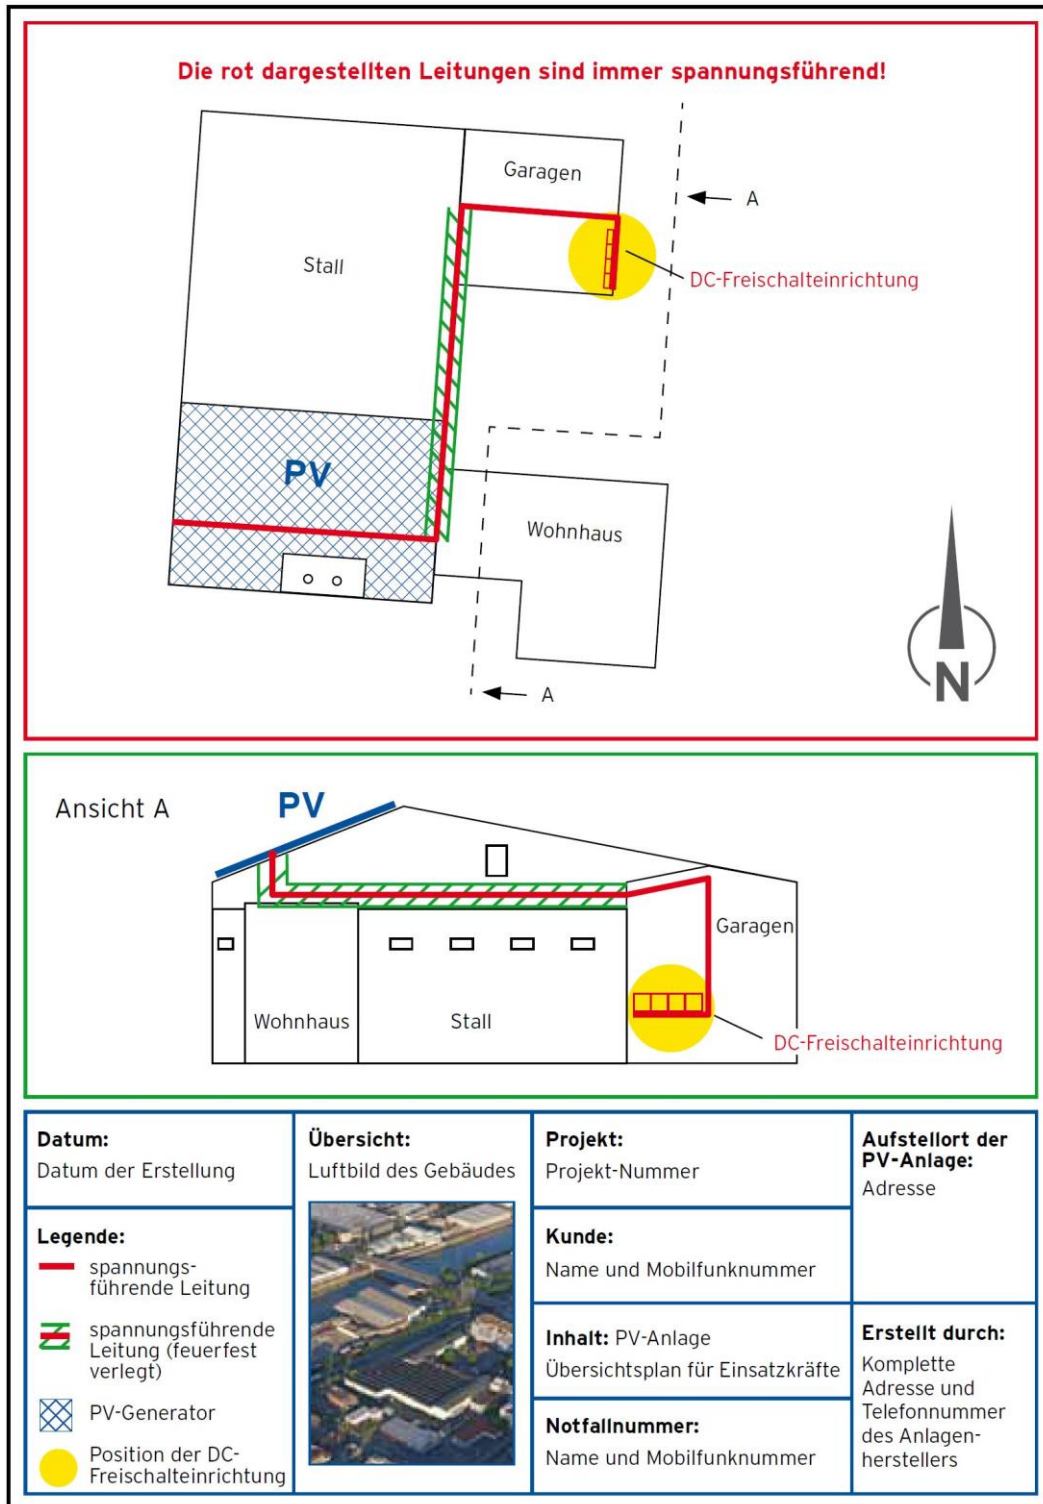 Die rot dargestellten Leitungen sind immer spannungsführend!
Garagen
A
Stall
DC-Freischalteinrichtung
PV
Wohnhaus
A
N
Ansicht A
PV
Garagen
Wohnhaus
Stall
DC-Freischalteinrichtung
Datum:
Datum der Erstellung
Legende:
spannungs-
führende Leitung
spannungsführende
Leitung (feuerfest
verlegt)
PV-Generator
Position der DC-
Freischalteinrichtung
Übersicht:
Luftbild des Gebäudes
Projekt:
Projekt-Nummer
Kunde:
Name und Mobilfunknummer
Inhalt: PV-Anlage
Übersichtsplan für Einsatzkräfte
Notfallnummer:
Name und Mobilfunknummer
Aufstellort der
PV-Anlage:
Adresse
Erstellt durch:
Komplette
Adresse und
Telefonnummer
des Anlagen-
herstellers